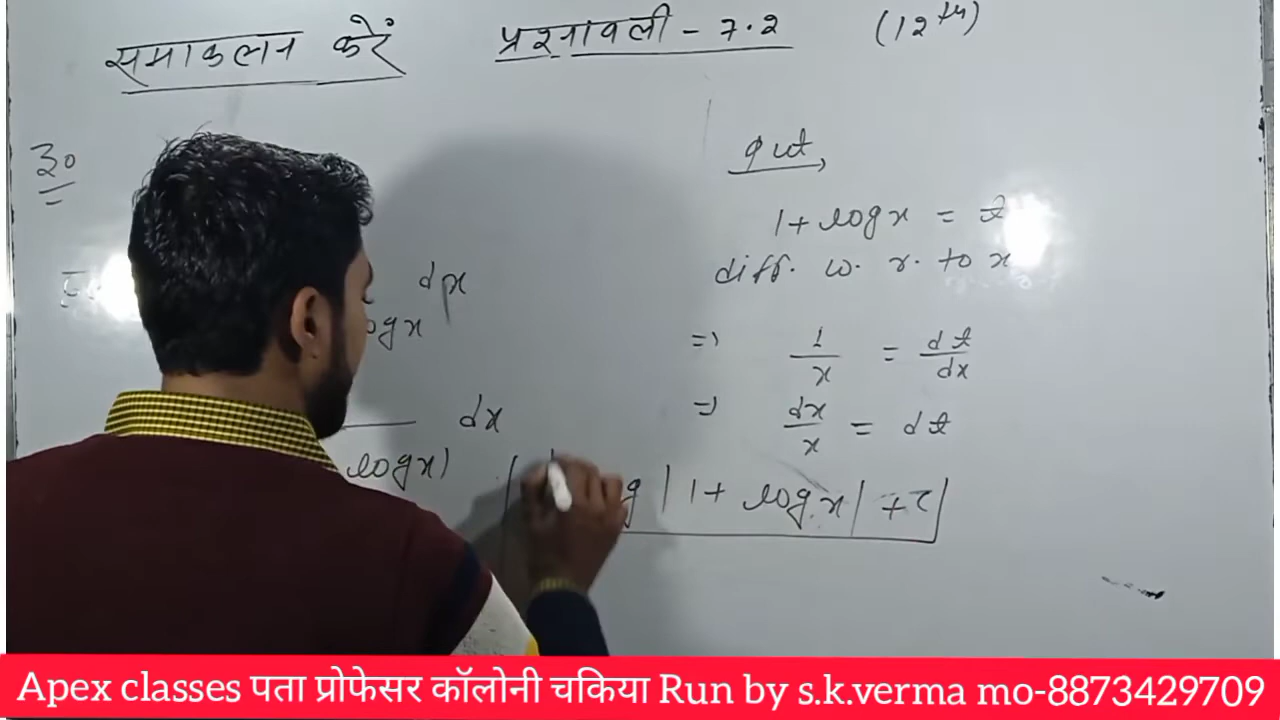 समाकलन करें प्रश्नावली - 7.2 (12th)
उ०
put,
1 + log x = t
diff. w. r. to x
dx
log x
=> 1/x = dt/dx
=> dx/x = dt
dx
log x)
| 1 + log x | + c
Apex classes पता प्रोफेसर कॉलोनी चकिया Run by s.k.verma mo-8873429709